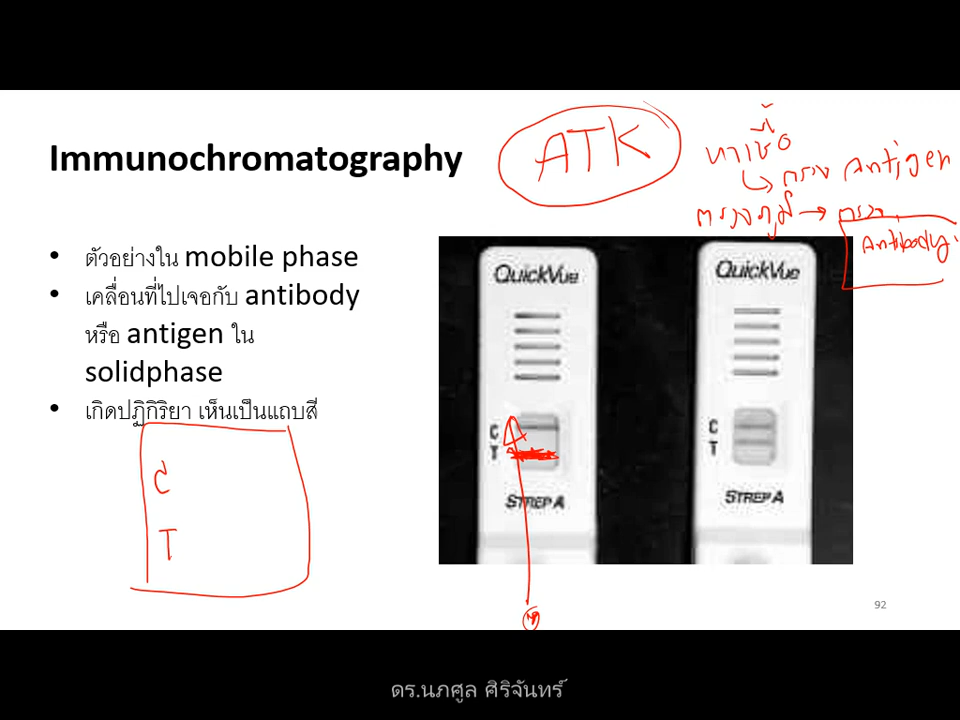 ATK
หาเชื้อ
ตรวจ antigen
ตรวจภูมิ → ตรวจ
antibody
Immunochromatography
• ตัวอย่างใน mobile phase
• เคลื่อนที่ไปเจอกับ antibody
หรือ antigen ใน
solidphase
• เกิดปฏิกิริยา เห็นเป็นแถบสี
C
T
QuickVue
C
T
STREP A
QuickVue
C
T
STREP A
92
ดร.นภศูล ศิริจันทร์